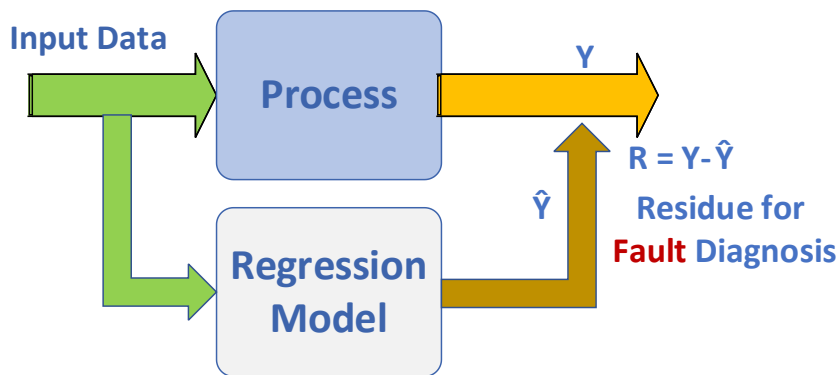 Input Data
Process
Y
R = Y-Ŷ
Ŷ
Residue for
Fault Diagnosis
Regression
Model